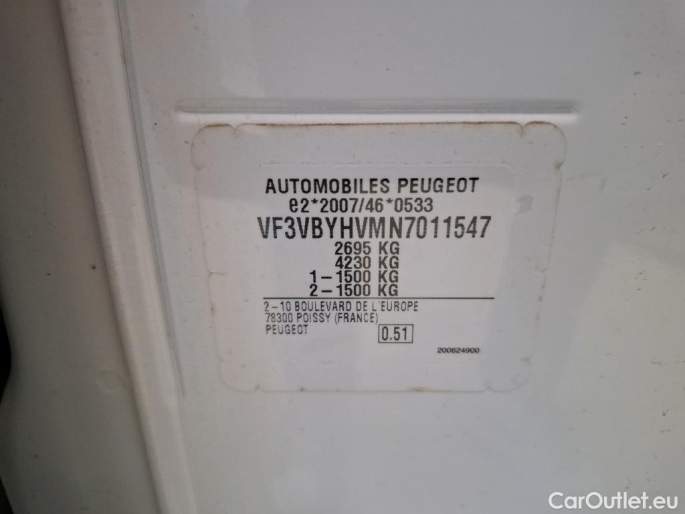 AUTOMOBILES PEUGEOT
e2*2007/46*0533
VF3VBYHVMN7011547
2695 KG
4230 KG
1-1500 KG
2-1500 KG
2-10 BOULEVARD DE L'EUROPE
78300 POISSY (FRANCE)
PEUGEOT 0.51
200624900
CarOutlet.eu